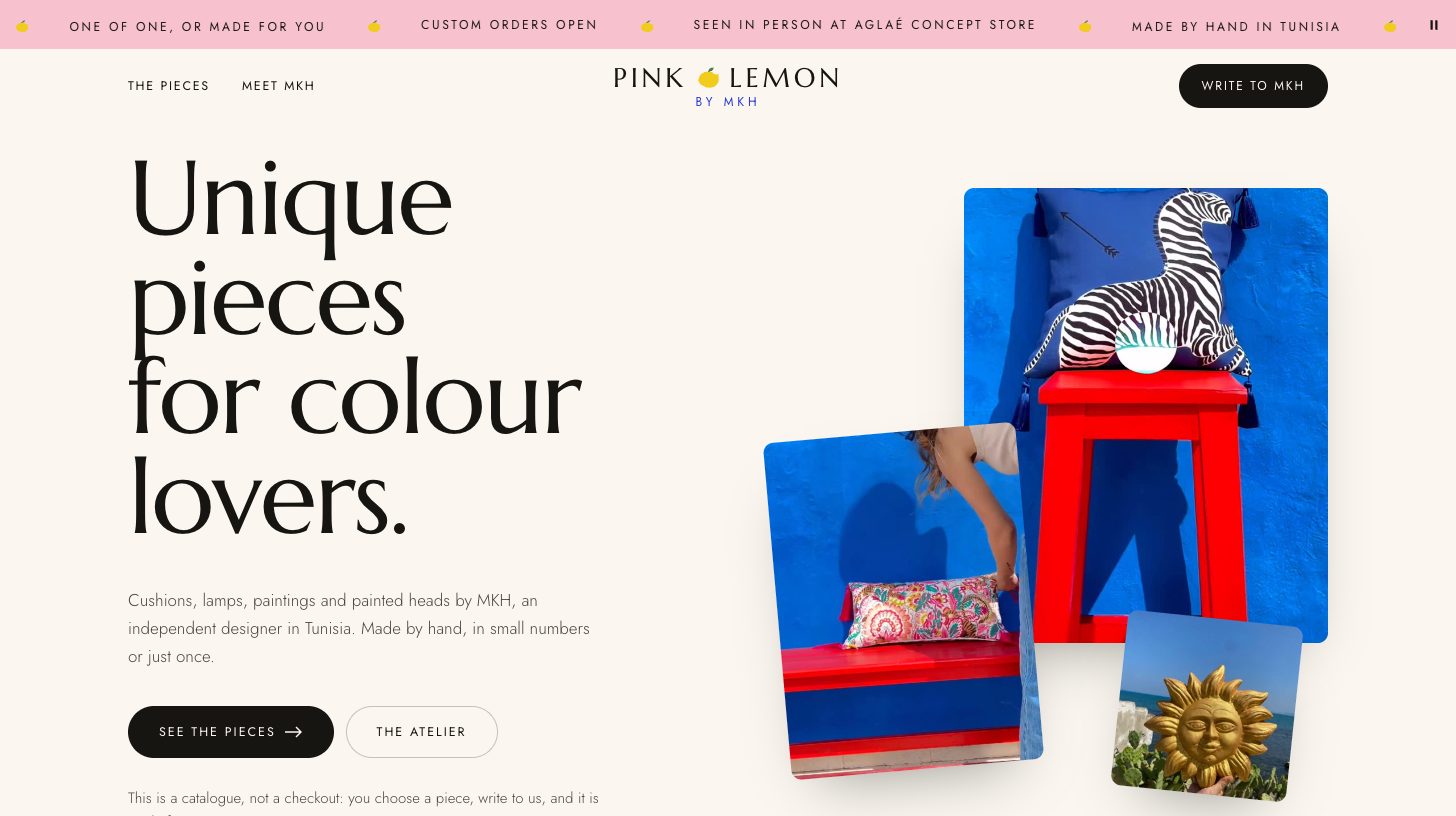 ONE OF ONE, OR MADE FOR YOU
CUSTOM ORDERS OPEN
SEEN IN PERSON AT AGLAÉ CONCEPT STORE
MADE BY HAND IN TUNISIA
THE PIECES
MEET MKH
PINK LEMON
BY MKH
WRITE TO MKH
Unique
pieces
for colour
lovers.
Cushions, lamps, paintings and painted heads by MKH, an
independent designer in Tunisia. Made by hand, in small numbers
or just once.
SEE THE PIECES
THE ATELIER
This is a catalogue, not a checkout: you choose a piece, write to us, and it is